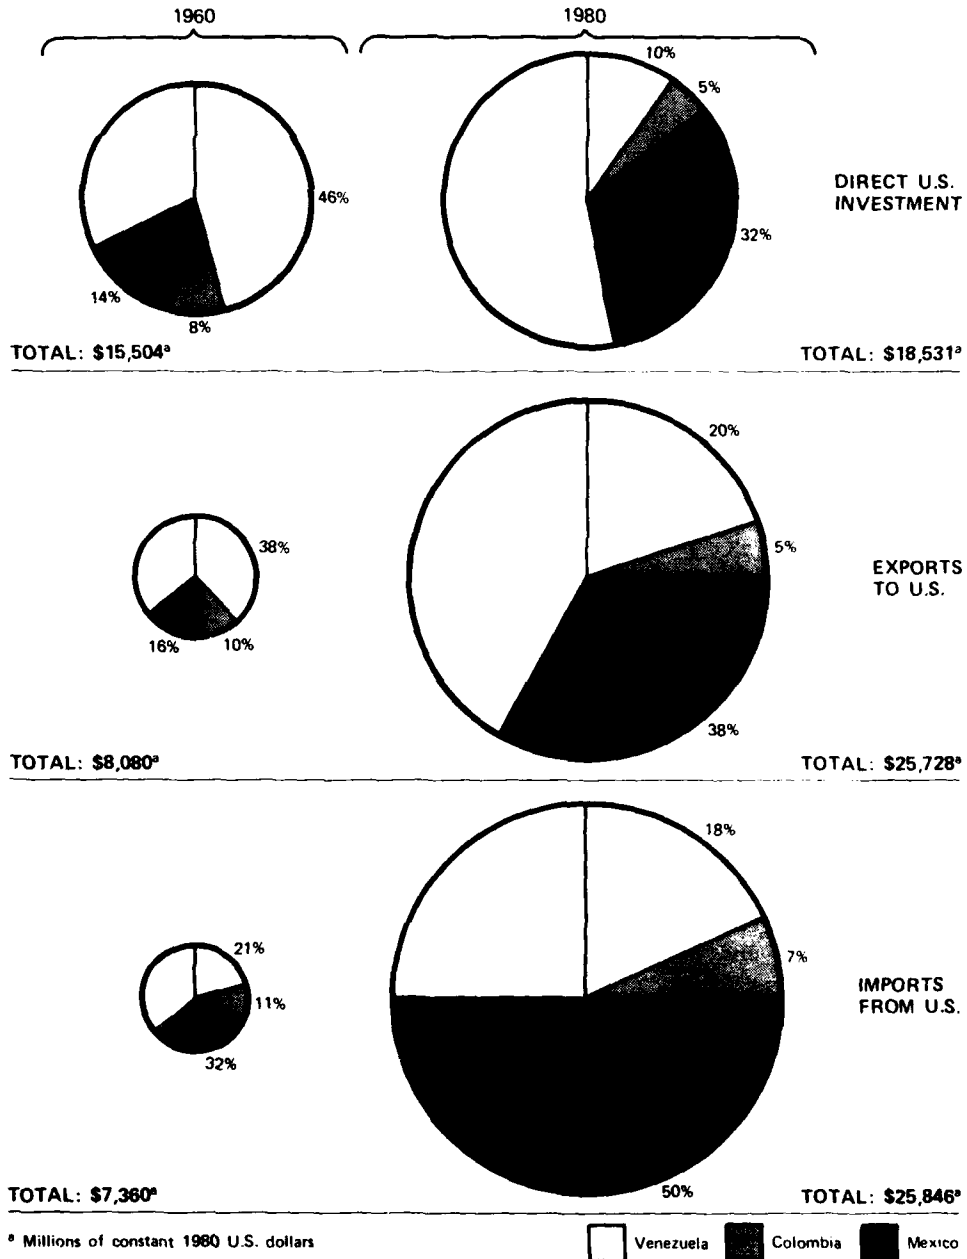 1960
1980
46%
14%
8%
10%
5%
32%
DIRECT U.S.
INVESTMENT
TOTAL: $15,504ᵃ
TOTAL: $18,531ᵃ
38%
16%
10%
20%
5%
38%
EXPORTS
TO U.S.
TOTAL: $8,080ᵃ
TOTAL: $25,728ᵃ
21%
11%
32%
18%
7%
50%
IMPORTS
FROM U.S.
TOTAL: $7,360ᵃ
TOTAL: $25,846ᵃ
ᵃ Millions of constant 1980 U.S. dollars
Venezuela
Colombia
Mexico